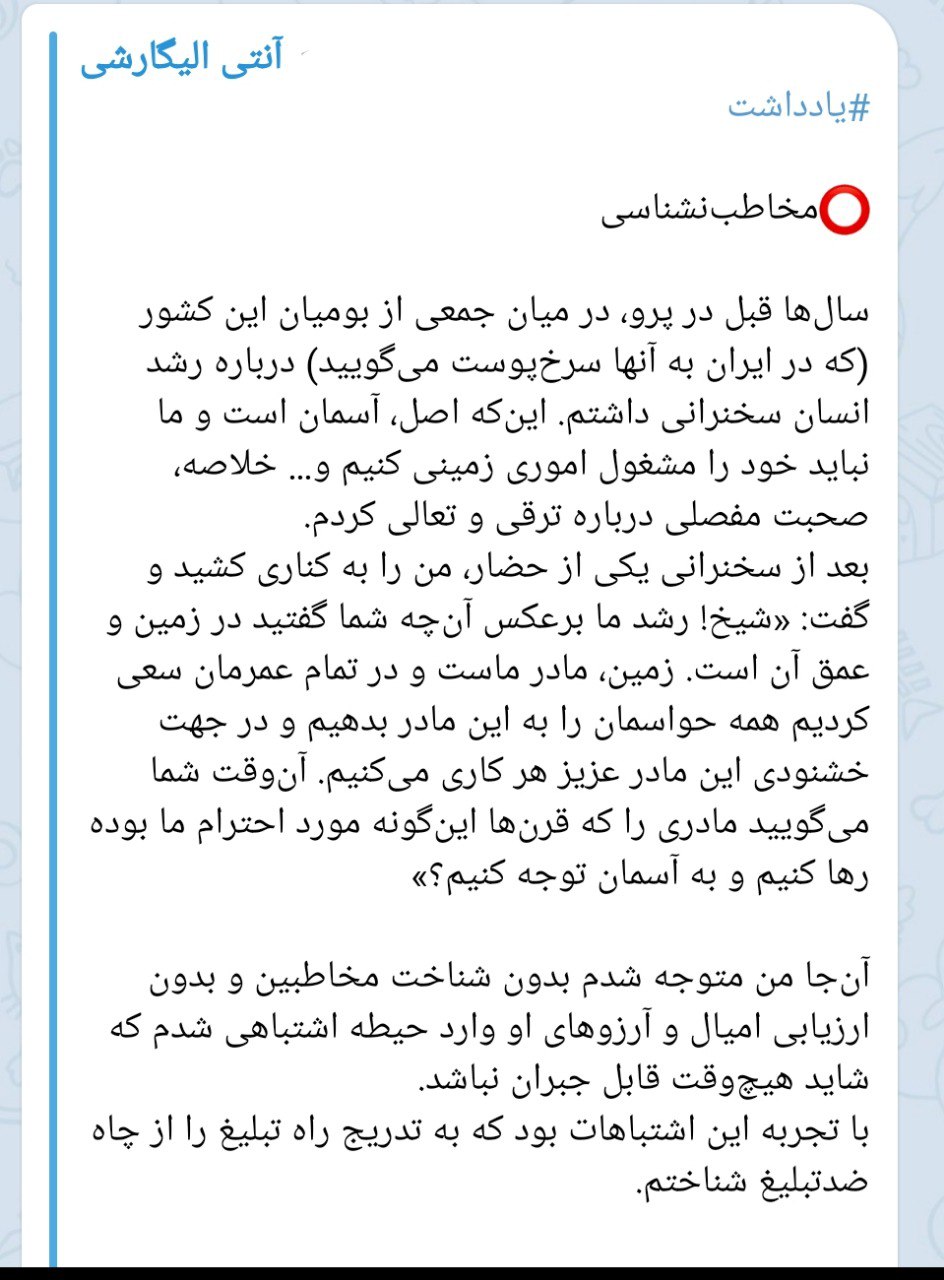 آنتی الیگارشی
#یادداشت
⭕مخاطب‌نشناسی
سال‌ها قبل در پرو، در میان جمعی از بومیان این کشور
(که در ایران به آنها سرخ‌پوست می‌گویید) درباره رشد
انسان سخنرانی داشتم. این‌که اصل، آسمان است و ما
نباید خود را مشغول اموری زمینی کنیم و... خلاصه،
صحبت مفصلی درباره ترقی و تعالی کردم.
بعد از سخنرانی یکی از حضار، من را به کناری کشید و
گفت: «شیخ! رشد ما برعکس آن‌چه شما گفتید در زمین و
عمق آن است. زمین، مادر ماست و در تمام عمرمان سعی
کردیم همه حواسمان را به این مادر بدهیم و در جهت
خشنودی این مادر عزیز هر کاری می‌کنیم. آن‌وقت شما
می‌گویید مادری را که قرن‌ها این‌گونه مورد احترام ما بوده
رها کنیم و به آسمان توجه کنیم؟»
آن‌جا من متوجه شدم بدون شناخت مخاطبین و بدون
ارزیابی امیال و آرزوهای او وارد حیطه اشتباهی شدم که
شاید هیچ‌وقت قابل جبران نباشد.
با تجربه این اشتباهات بود که به تدریج راه تبلیغ را از چاه
ضدتبلیغ شناختم.